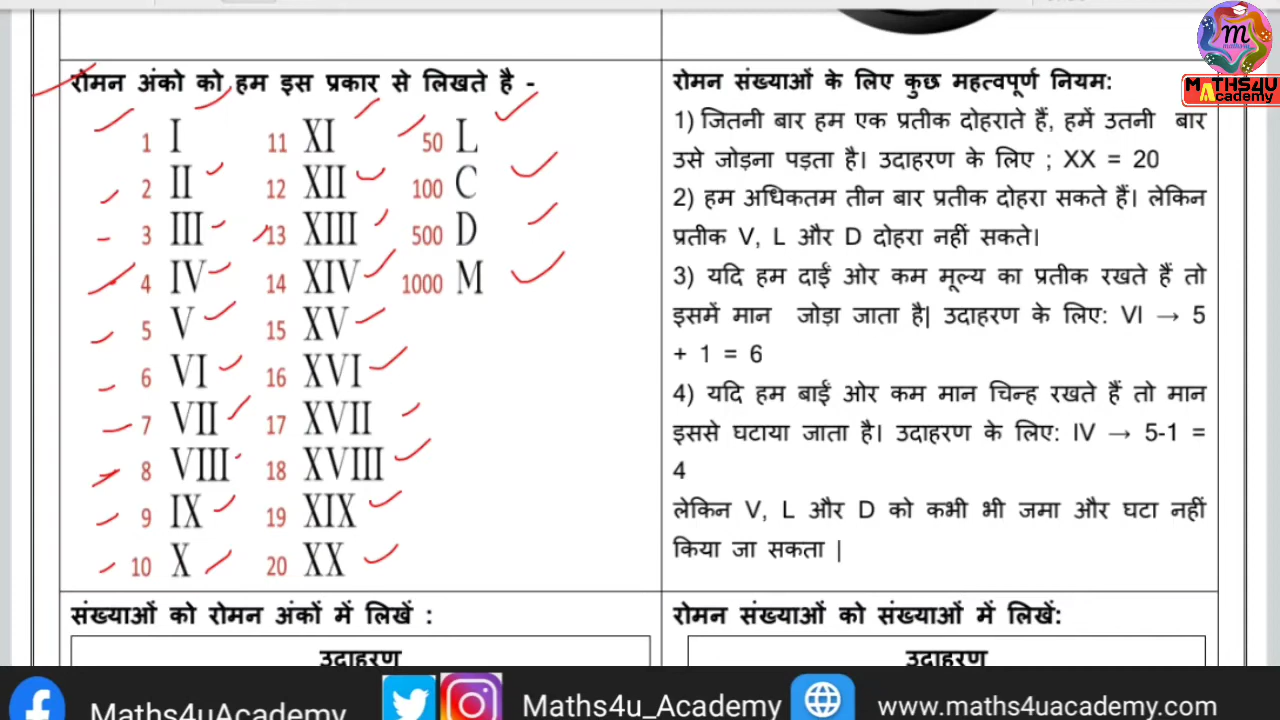 रोमन अंको को हम इस प्रकार से लिखते है -
1 I 11 XI 50 L
2 II 12 XII 100 C
3 III 13 XIII 500 D
4 IV 14 XIV 1000 M
5 V 15 XV
6 VI 16 XVI
7 VII 17 XVII
8 VIII 18 XVIII
9 IX 19 XIX
10 X 20 XX
रोमन संख्याओं के लिए कुछ महत्वपूर्ण नियम:
1) जितनी बार हम एक प्रतीक दोहराते हैं, हमें उतनी बार
उसे जोड़ना पड़ता है। उदाहरण के लिए ; XX = 20
2) हम अधिकतम तीन बार प्रतीक दोहरा सकते हैं। लेकिन
प्रतीक V, L और D दोहरा नहीं सकते।
3) यदि हम दाईं ओर कम मूल्य का प्रतीक रखते हैं तो
इसमें मान जोड़ा जाता है| उदाहरण के लिए: VI → 5
+ 1 = 6
4) यदि हम बाईं ओर कम मान चिन्ह रखते हैं तो मान
इससे घटाया जाता है। उदाहरण के लिए: IV → 5-1 =
4
लेकिन V, L और D को कभी भी जमा और घटा नहीं
किया जा सकता |
संख्याओं को रोमन अंकों में लिखें :
उदाहरण
रोमन संख्याओं को संख्याओं में लिखें:
उदाहरण
m
maths4u
MATHS4U
Academy
Maths4uAcademy
Maths4u_Academy
www.maths4uacademy.com